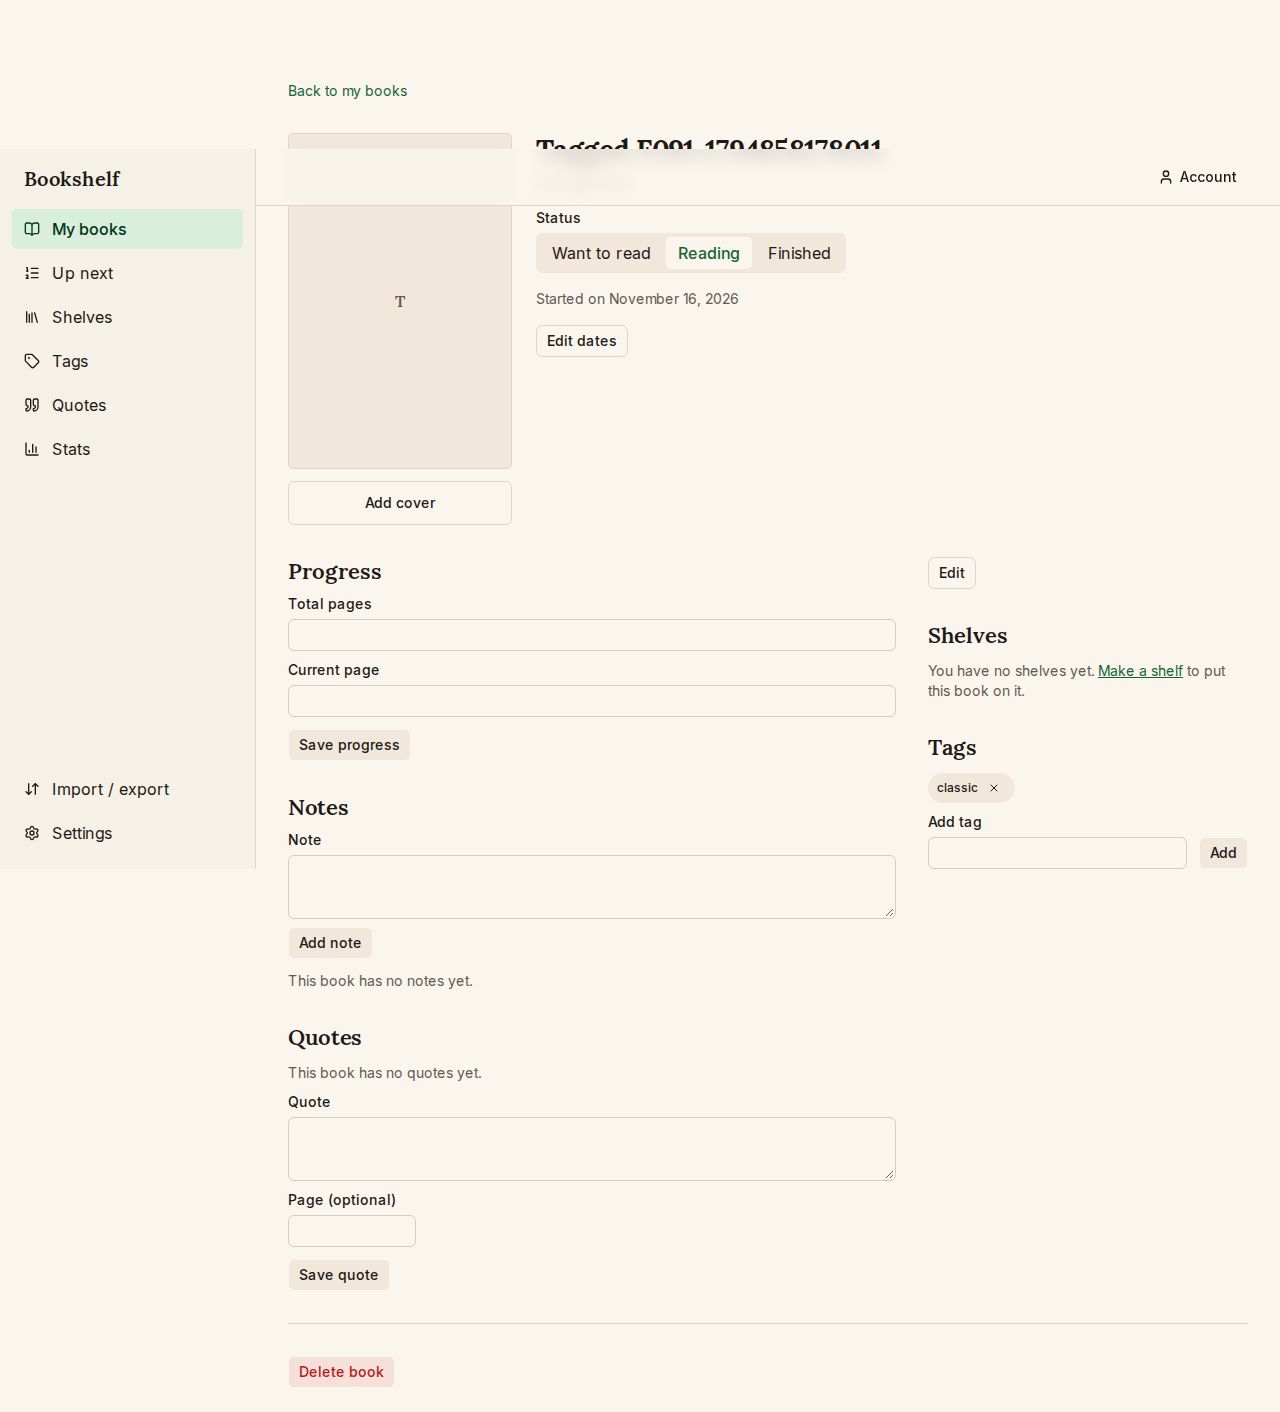 Back to my books
Tagged F091-1794858178011
Bookshelf
Account
My books
Up next
Shelves
Tags
Quotes
Stats
Import / export
Settings
T
Add cover
Status
Want to read
Reading
Finished
Started on November 16, 2026
Edit dates
Progress
Total pages
Current page
Save progress
Notes
Note
Add note
This book has no notes yet.
Quotes
This book has no quotes yet.
Quote
Page (optional)
Save quote
Delete book
Edit
Shelves
You have no shelves yet. Make a shelf to put
this book on it.
Tags
classic
Add tag
Add